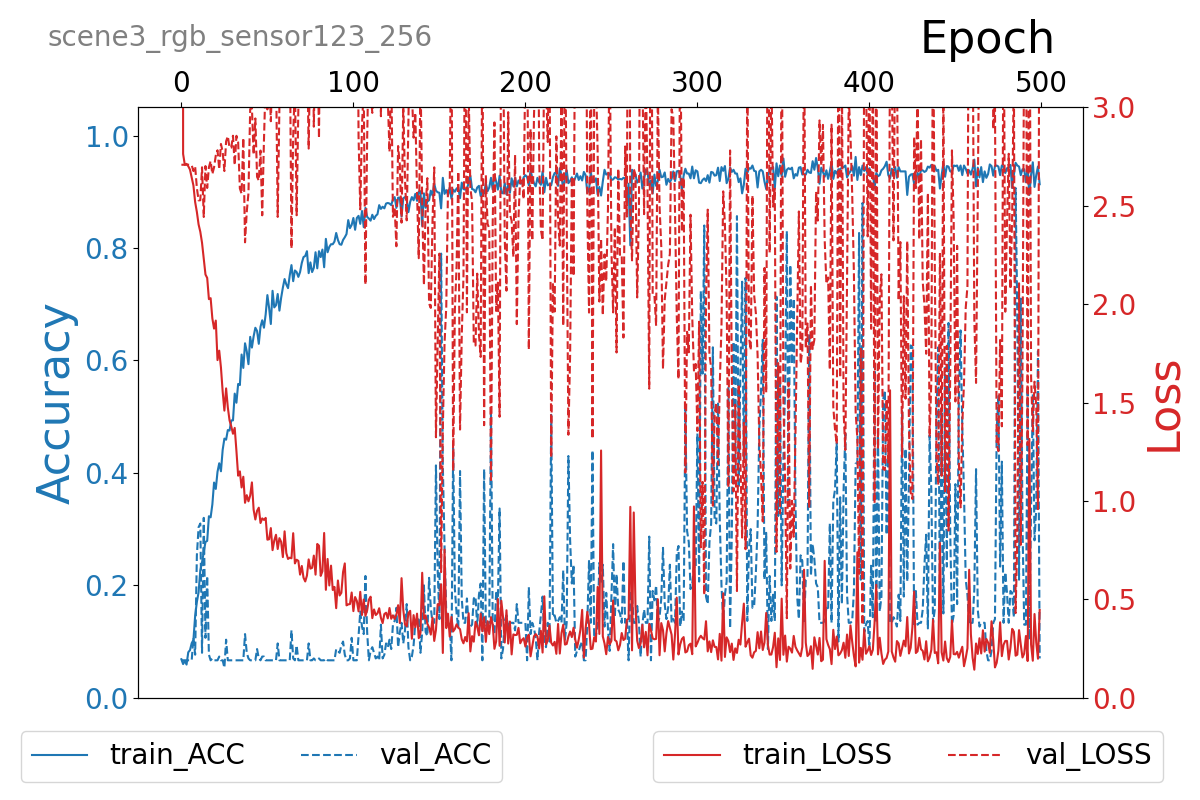 scene3_rgb_sensor123_256
Epoch
0 100 200 300 400 500
1.0
0.8
0.6
0.4
0.2
0.0
Accuracy
3.0
2.5
2.0
1.5
1.0
0.5
0.0
Loss
train_ACC val_ACC
train_LOSS val_LOSS